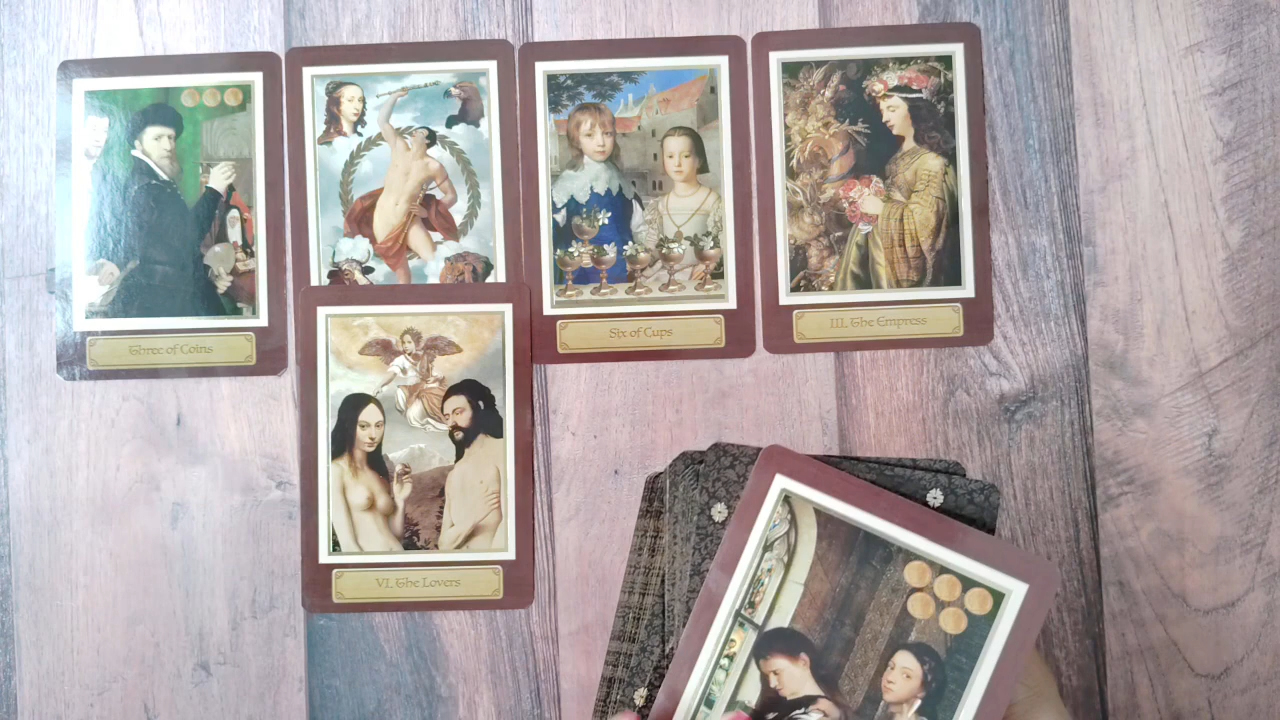 Three of Coins
Six of Cups
III. The Empress
VI. The Lovers